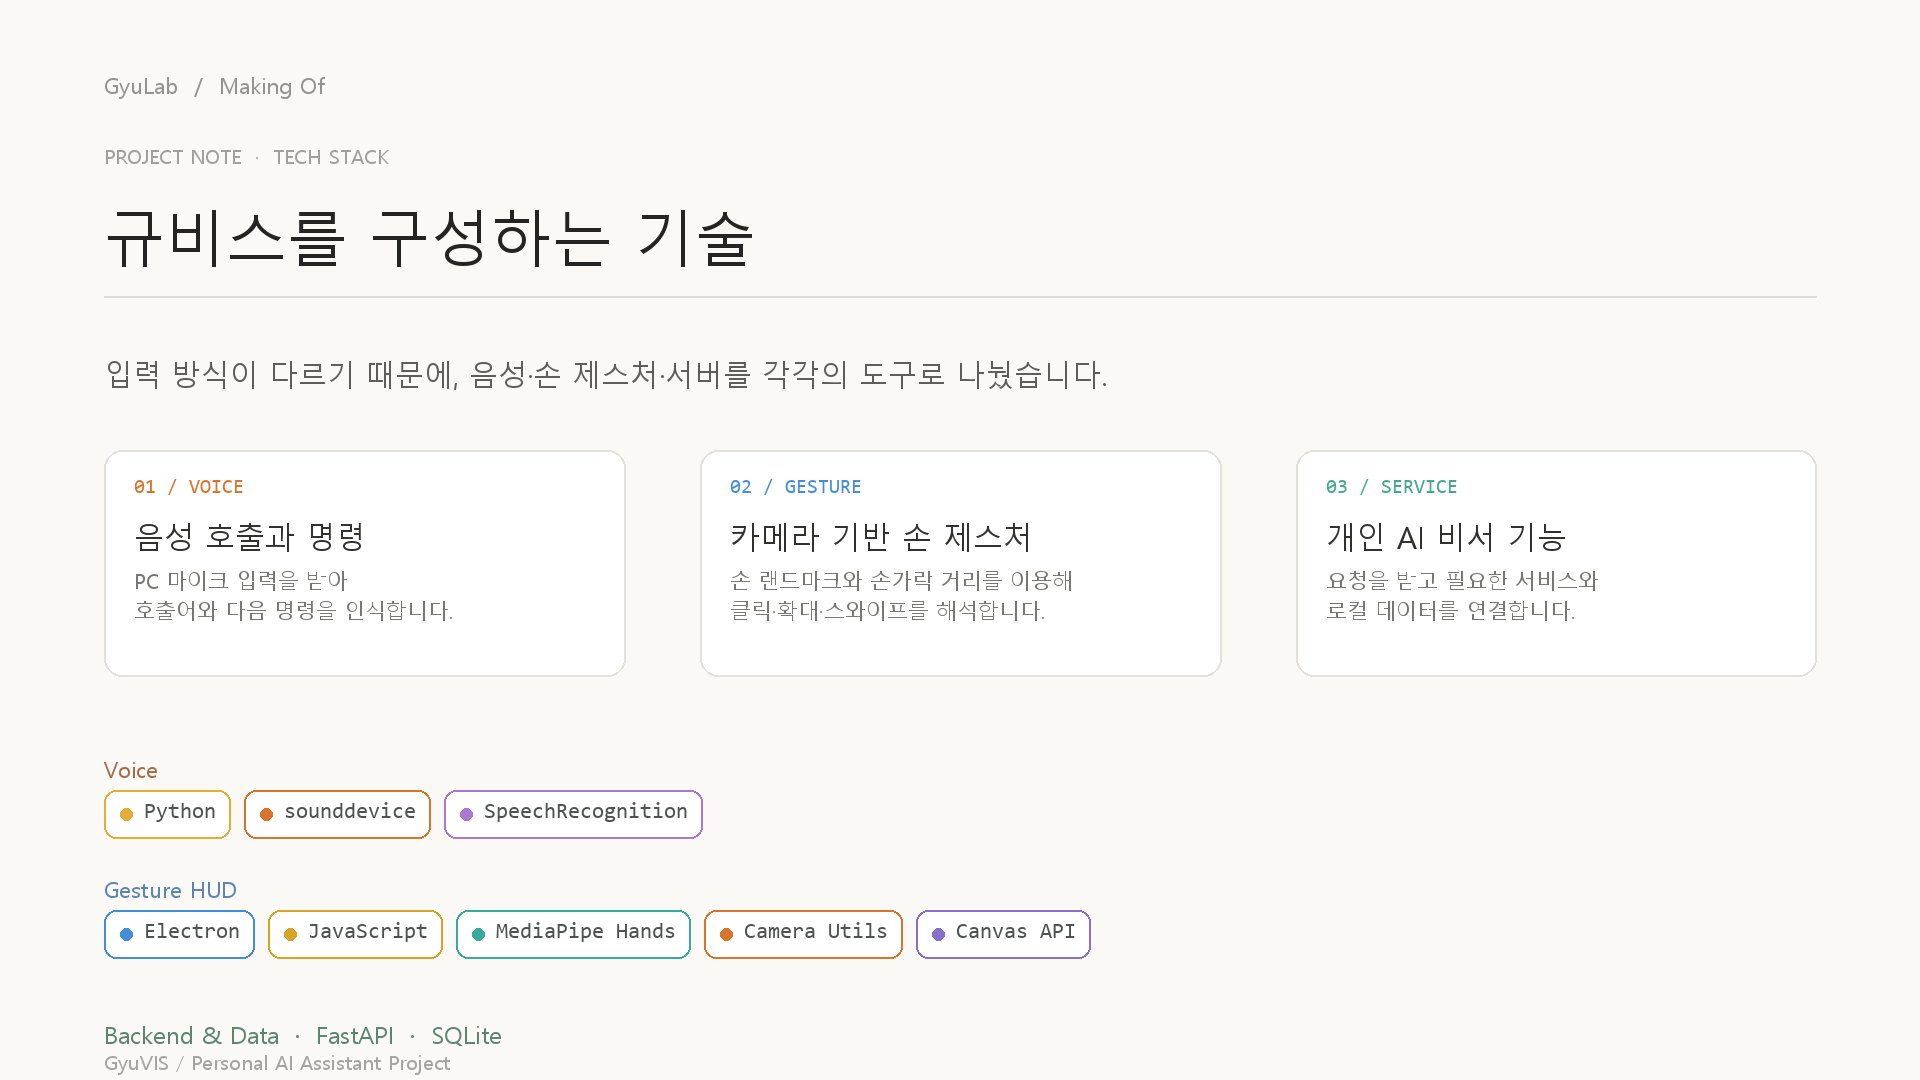 GyuLab / Making Of
PROJECT NOTE · TECH STACK
규비스를 구성하는 기술
입력 방식이 다르기 때문에, 음성·손 제스처·서버를 각각의 도구로 나눴습니다.
01 / VOICE
음성 호출과 명령
PC 마이크 입력을 받아
호출어와 다음 명령을 인식합니다.
02 / GESTURE
카메라 기반 손 제스처
손 랜드마크와 손가락 거리를 이용해
클릭·확대·스와이프를 해석합니다.
03 / SERVICE
개인 AI 비서 기능
요청을 받고 필요한 서비스와
로컬 데이터를 연결합니다.
Voice
Python sounddevice SpeechRecognition
Gesture HUD
Electron JavaScript MediaPipe Hands Camera Utils Canvas API
Backend & Data · FastAPI · SQLite
GyuVIS / Personal AI Assistant Project